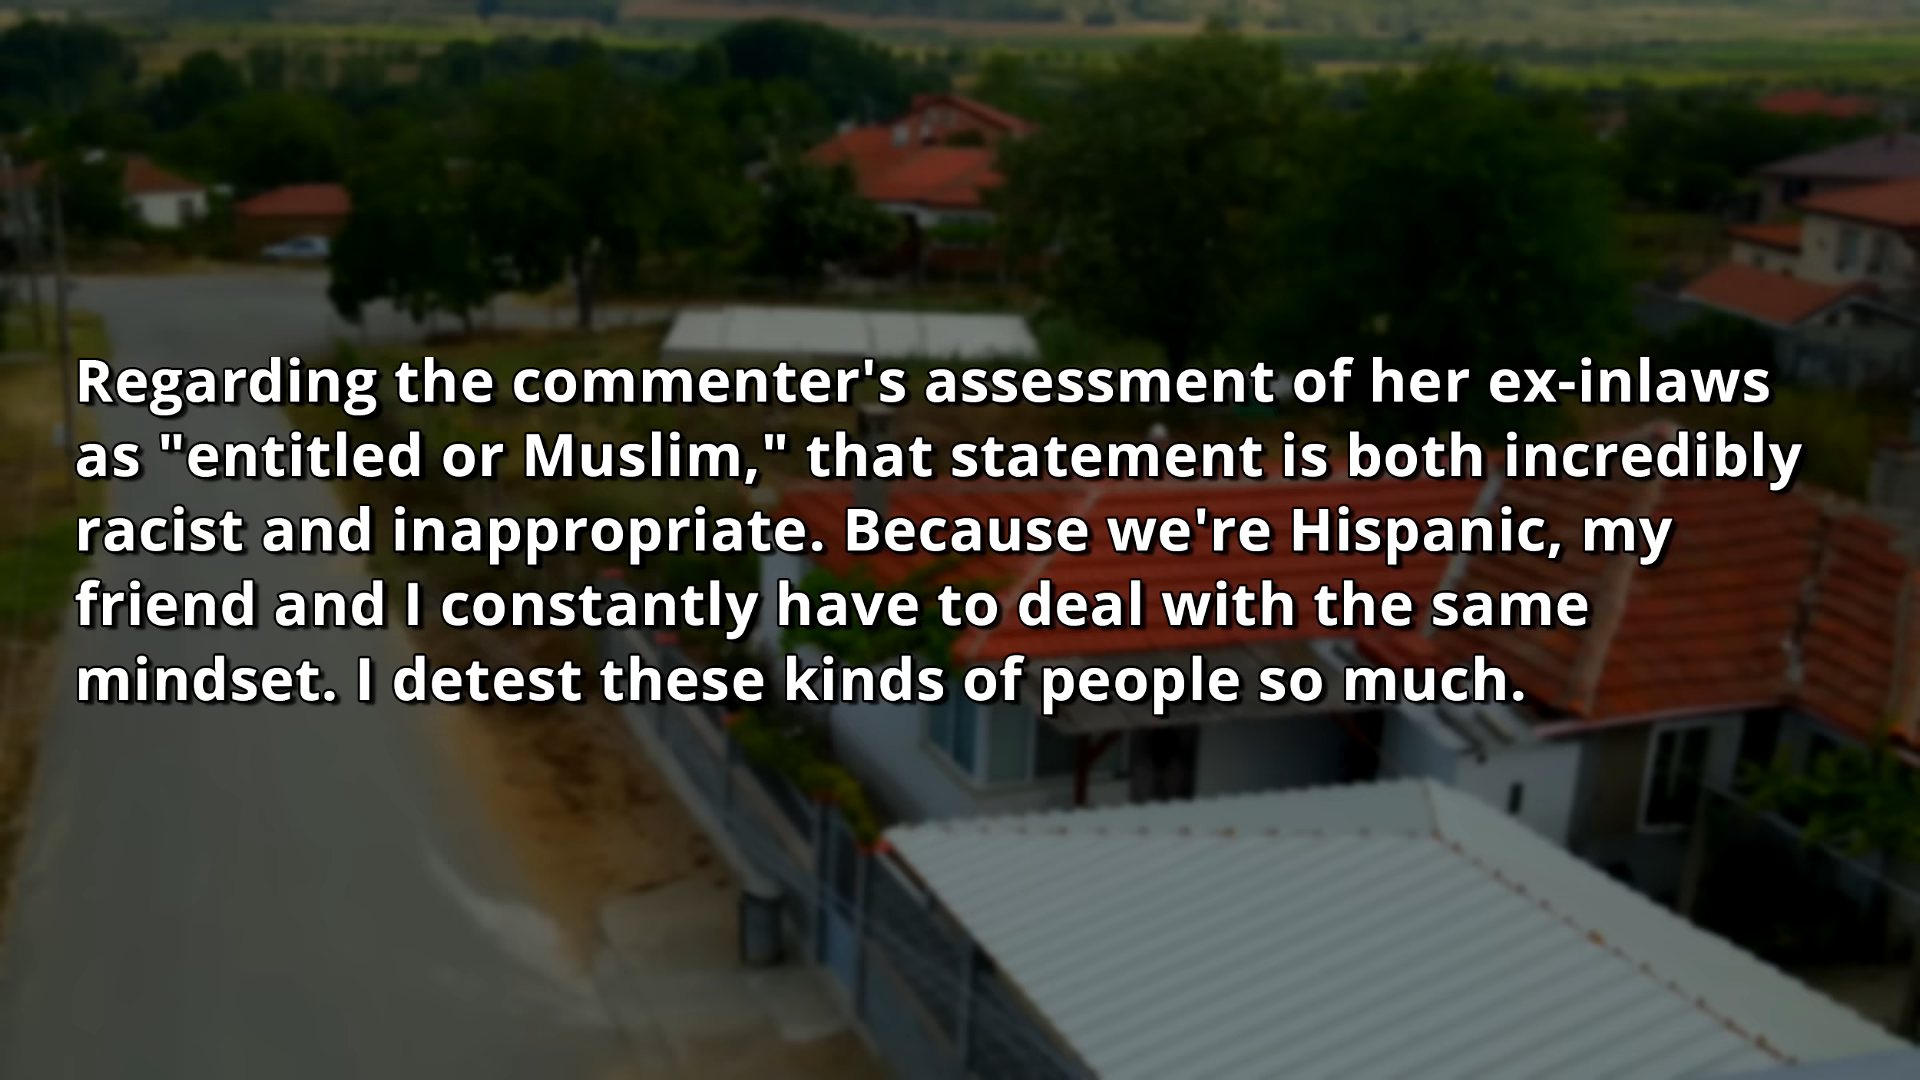 Regarding the commenter's assessment of her ex-inlaws
as "entitled or Muslim," that statement is both incredibly
racist and inappropriate. Because we're Hispanic, my
friend and I constantly have to deal with the same
mindset. I detest these kinds of people so much.